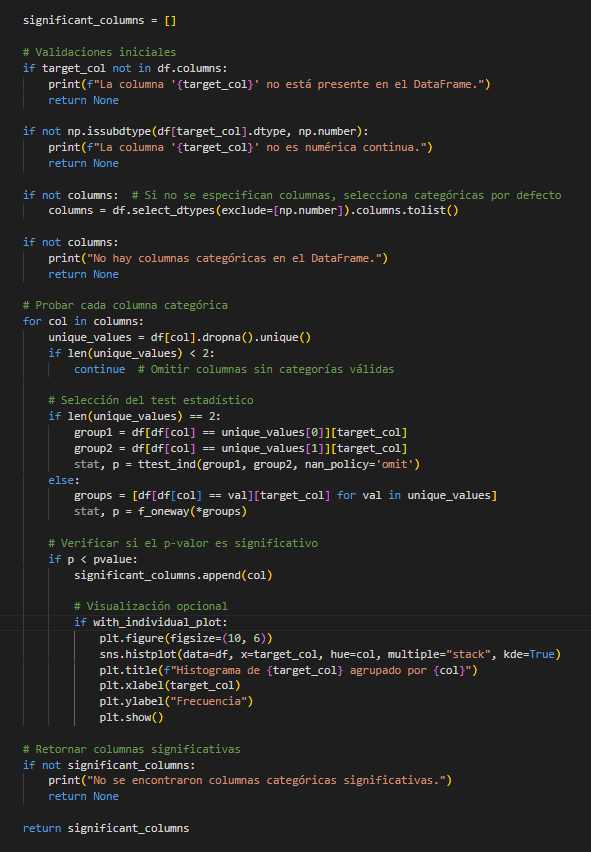 significant_columns = []
# Validaciones iniciales
if target_col not in df.columns:
    print(f"La columna '{target_col}' no está presente en el DataFrame.")
    return None
if not np.issubdtype(df[target_col].dtype, np.number):
    print(f"La columna '{target_col}' no es numérica continua.")
    return None
if not columns:  # Si no se especifican columnas, selecciona categóricas por defecto
    columns = df.select_dtypes(exclude=[np.number]).columns.tolist()
if not columns:
    print("No hay columnas categóricas en el DataFrame.")
    return None
# Probar cada columna categórica
for col in columns:
    unique_values = df[col].dropna().unique()
    if len(unique_values) < 2:
        continue  # Omitir columnas sin categorías válidas
    # Selección del test estadístico
    if len(unique_values) == 2:
        group1 = df[df[col] == unique_values[0]][target_col]
        group2 = df[df[col] == unique_values[1]][target_col]
        stat, p = ttest_ind(group1, group2, nan_policy='omit')
    else:
        groups = [df[df[col] == val][target_col] for val in unique_values]
        stat, p = f_oneway(*groups)
    # Verificar si el p-valor es significativo
    if p < pvalue:
        significant_columns.append(col)
        # Visualización opcional
        if with_individual_plot:
            plt.figure(figsize=(10, 6))
            sns.histplot(data=df, x=target_col, hue=col, multiple="stack", kde=True)
            plt.title(f"Histograma de {target_col} agrupado por {col}")
            plt.xlabel(target_col)
            plt.ylabel("Frecuencia")
            plt.show()
# Retornar columnas significativas
if not significant_columns:
    print("No se encontraron columnas categóricas significativas.")
    return None
return significant_columns